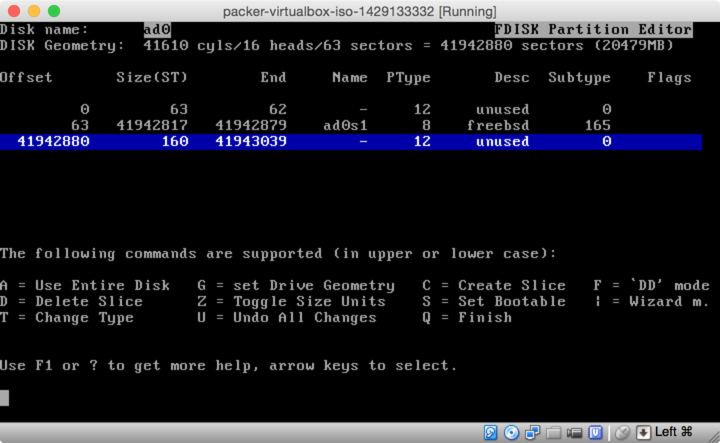 packer-virtualbox-iso-1429133332 [Running]
Disk name: ad0 FDISK Partition Editor
DISK Geometry: 41610 cyls/16 heads/63 sectors = 41942880 sectors (20479MB)
Offset Size(ST) End Name PType Desc Subtype Flags
0 63 62 - 12 unused 0
63 41942817 41942879 ad0s1 8 freebsd 165
41942880 160 41943039 - 12 unused 0
The following commands are supported (in upper or lower case):
A = Use Entire Disk G = set Drive Geometry C = Create Slice F = `DD' mode
D = Delete Slice Z = Toggle Size Units S = Set Bootable | = Wizard m.
T = Change Type U = Undo All Changes Q = Finish
Use F1 or ? to get more help, arrow keys to select.
Left ⌘